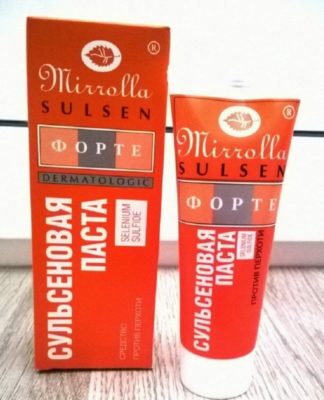 Mirrolla ®
SULSEN
ФОРТЕ
DERMATOLOGIC
СУЛЬСЕНОВАЯ
ПАСТА
SELENIUM
SULFIDE
СРЕДСТВО
ПРОТИВ ПЕРХОТИ
Mirrolla ®
SULSEN
ФОРТЕ
СУЛЬСЕНОВАЯ
ПАСТА
SELENIUM
SULFIDE
ПРОТИВ ПЕРХОТИ